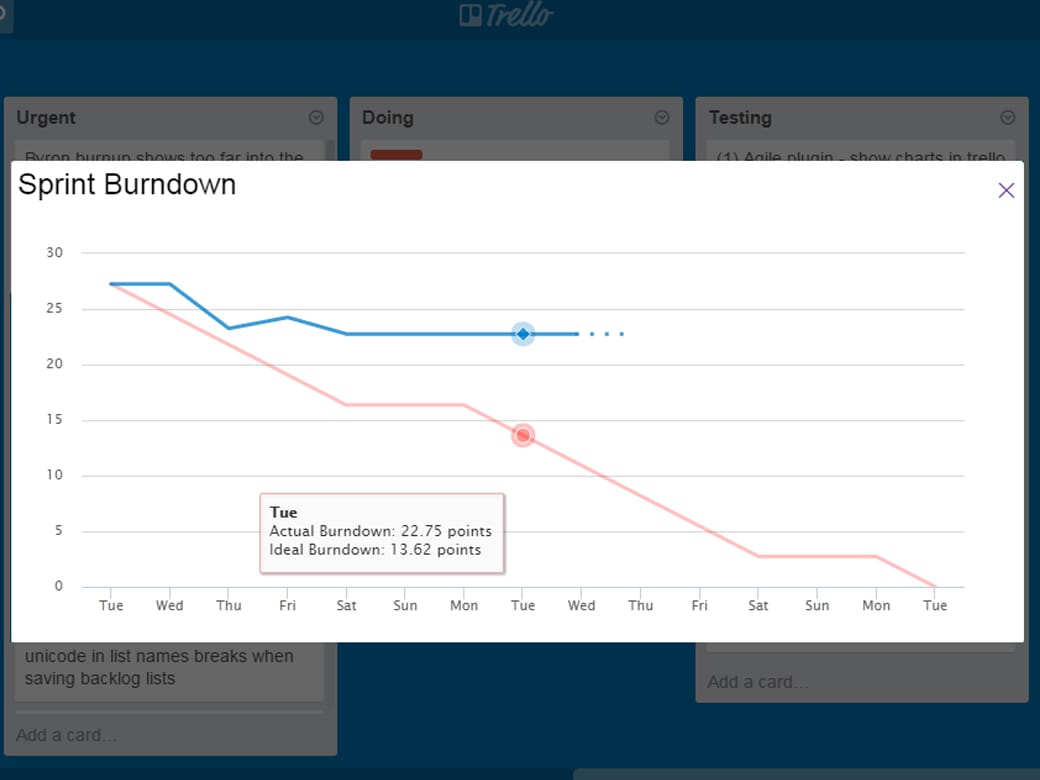 Trello
Urgent
Doing
Testing
Byron burnup shows too far into the
(1) Agile plugin - show charts in trello
Sprint Burndown
30
25
20
15
10
5
0
Tue
Actual Burndown: 22.75 points
Ideal Burndown: 13.62 points
Tue Wed Thu Fri Sat Sun Mon Tue Wed Thu Fri Sat Sun Mon Tue
unicode in list names breaks when
saving backlog lists
Add a card...
Add a card...